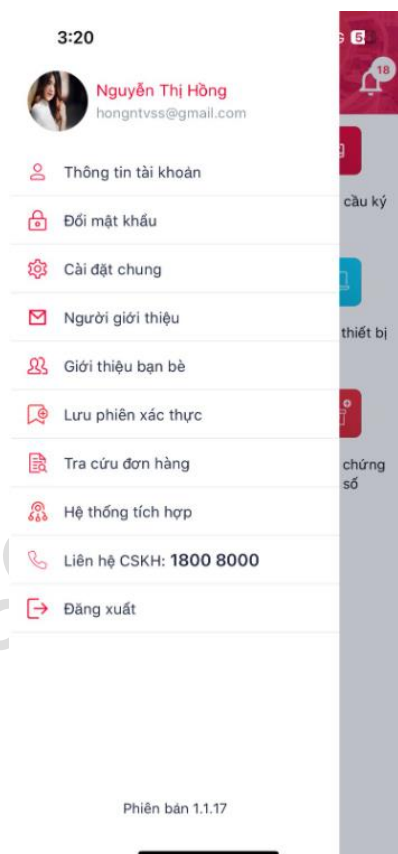 3:20
G 5
18
Nguyễn Thị Hồng
hongntvss@gmail.com
Thông tin tài khoản
cầu ký
Đổi mật khẩu
Cài đặt chung
Người giới thiệu
thiết bị
Giới thiệu bạn bè
Lưu phiên xác thực
Tra cứu đơn hàng
chứng
số
Hệ thống tích hợp
Liên hệ CSKH: 1800 8000
Đăng xuất
Phiên bản 1.1.17